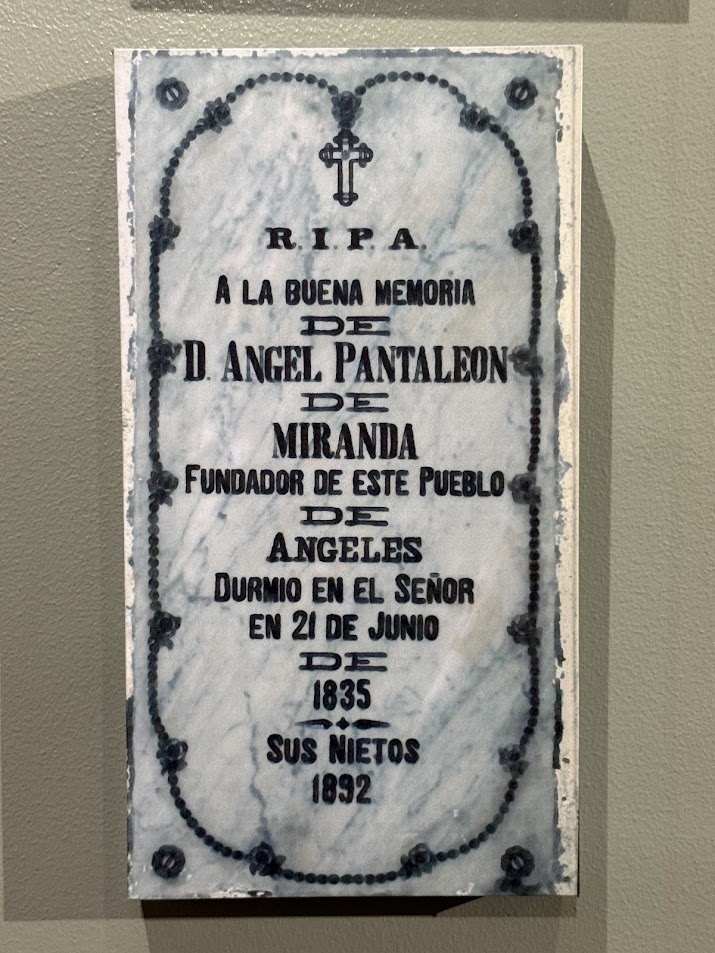 R.I.P.A.
A LA BUENA MEMORIA
DE
D. ANGEL PANTALEON
DE
MIRANDA
FUNDADOR DE ESTE PUEBLO
DE
ANGELES
DURMIO EN EL SEÑOR
EN 21 DE JUNIO
DE
1835
SUS NIETOS
1892